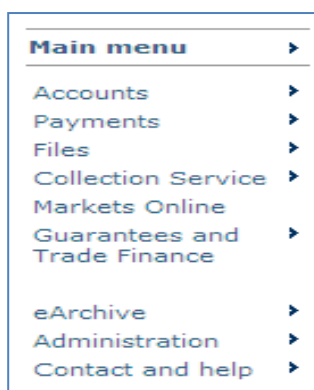 Main menu
Accounts
Payments
Files
Collection Service
Markets Online
Guarantees and
Trade Finance
eArchive
Administration
Contact and help